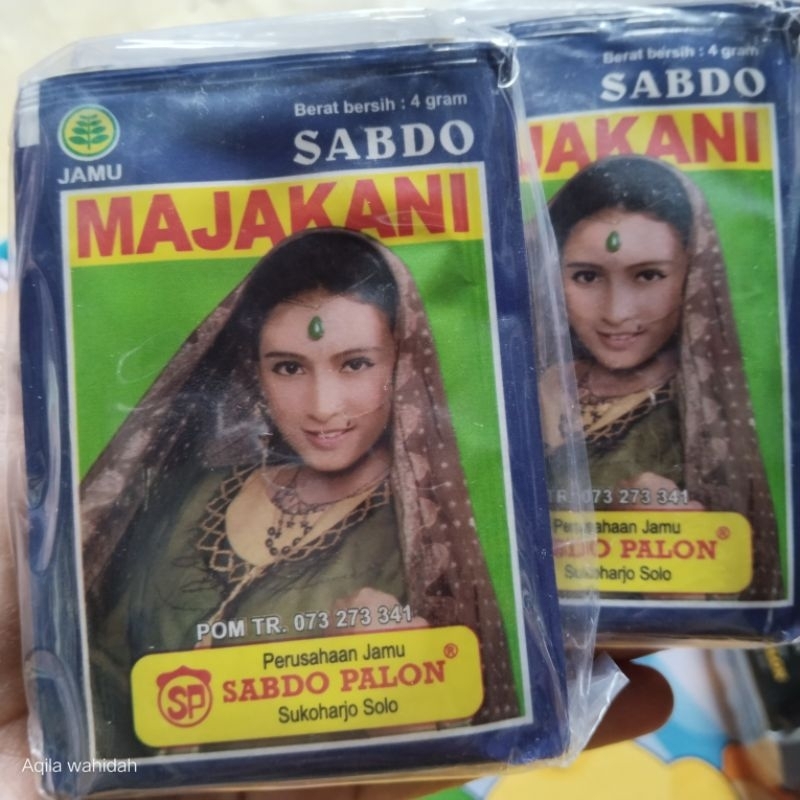 Berat bersih : 4 gram
SABDO
JAMU
MAJAKANI
POM TR. 073 273 341
Perusahaan Jamu
SP SABDO PALON®
Sukoharjo Solo
Berat bersih : 4 gram
SABDO
JAKANI
TR. 073 273 341
Perusahaan Jamu
DO PALON®
Sukoharjo Solo
Aqila wahidah